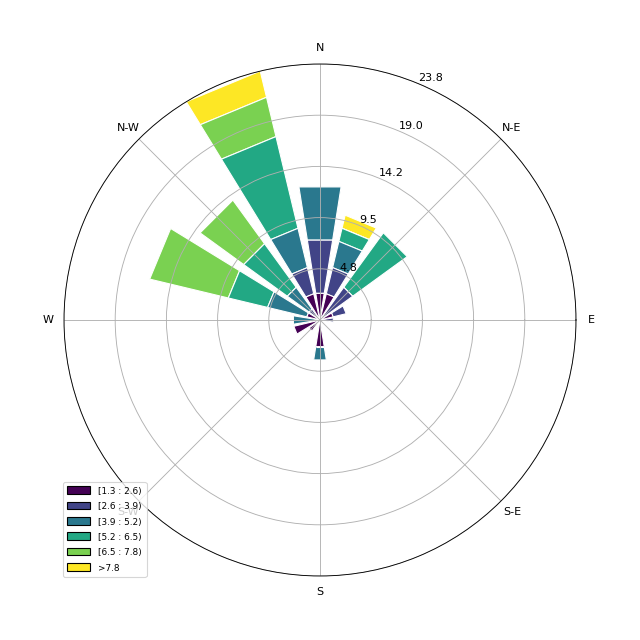 N
23.8
N-W
19.0
N-E
14.2
9.5
4.8
W
E
[1.3 : 2.6)
[2.6 : 3.9)
S-W
S-E
[3.9 : 5.2)
[5.2 : 6.5)
[6.5 : 7.8)
>7.8
S